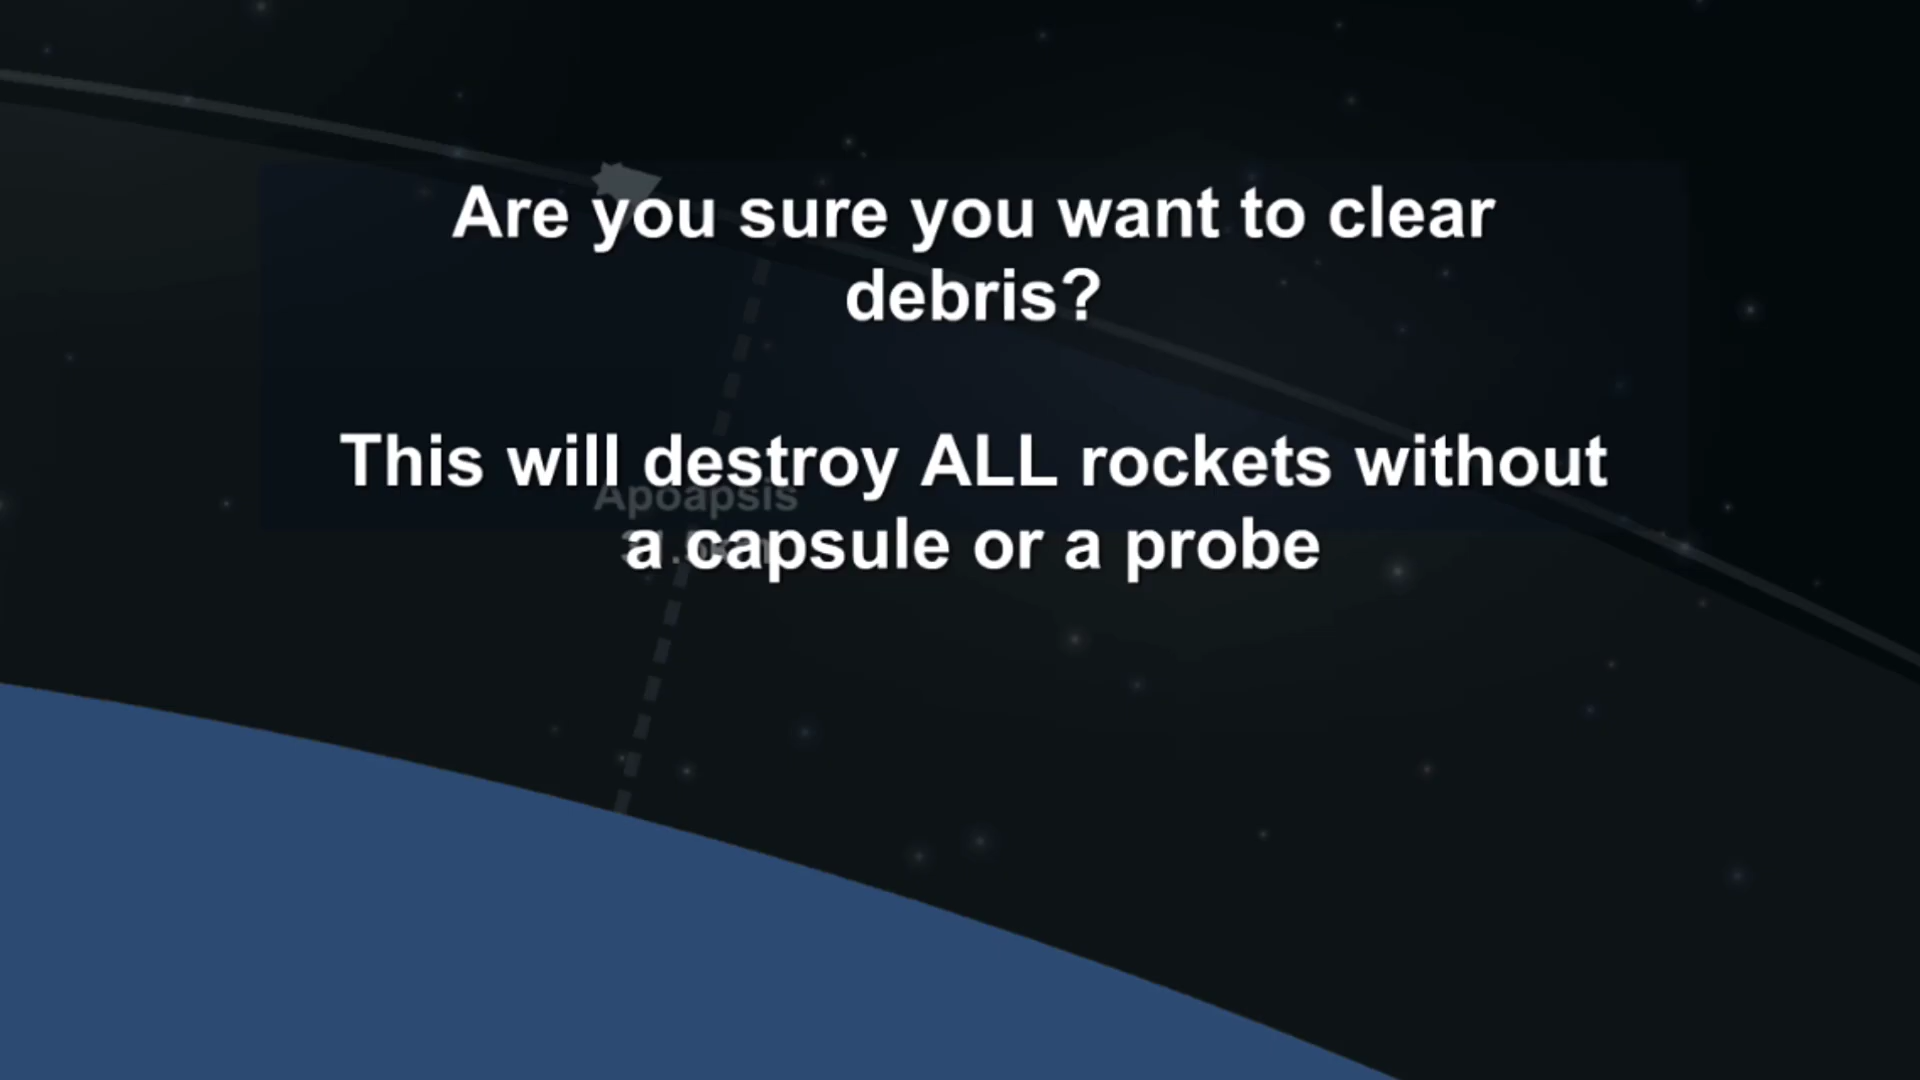 Are you sure you want to clear
debris?
This will destroy ALL rockets without
Apoapsis
a capsule or a probe